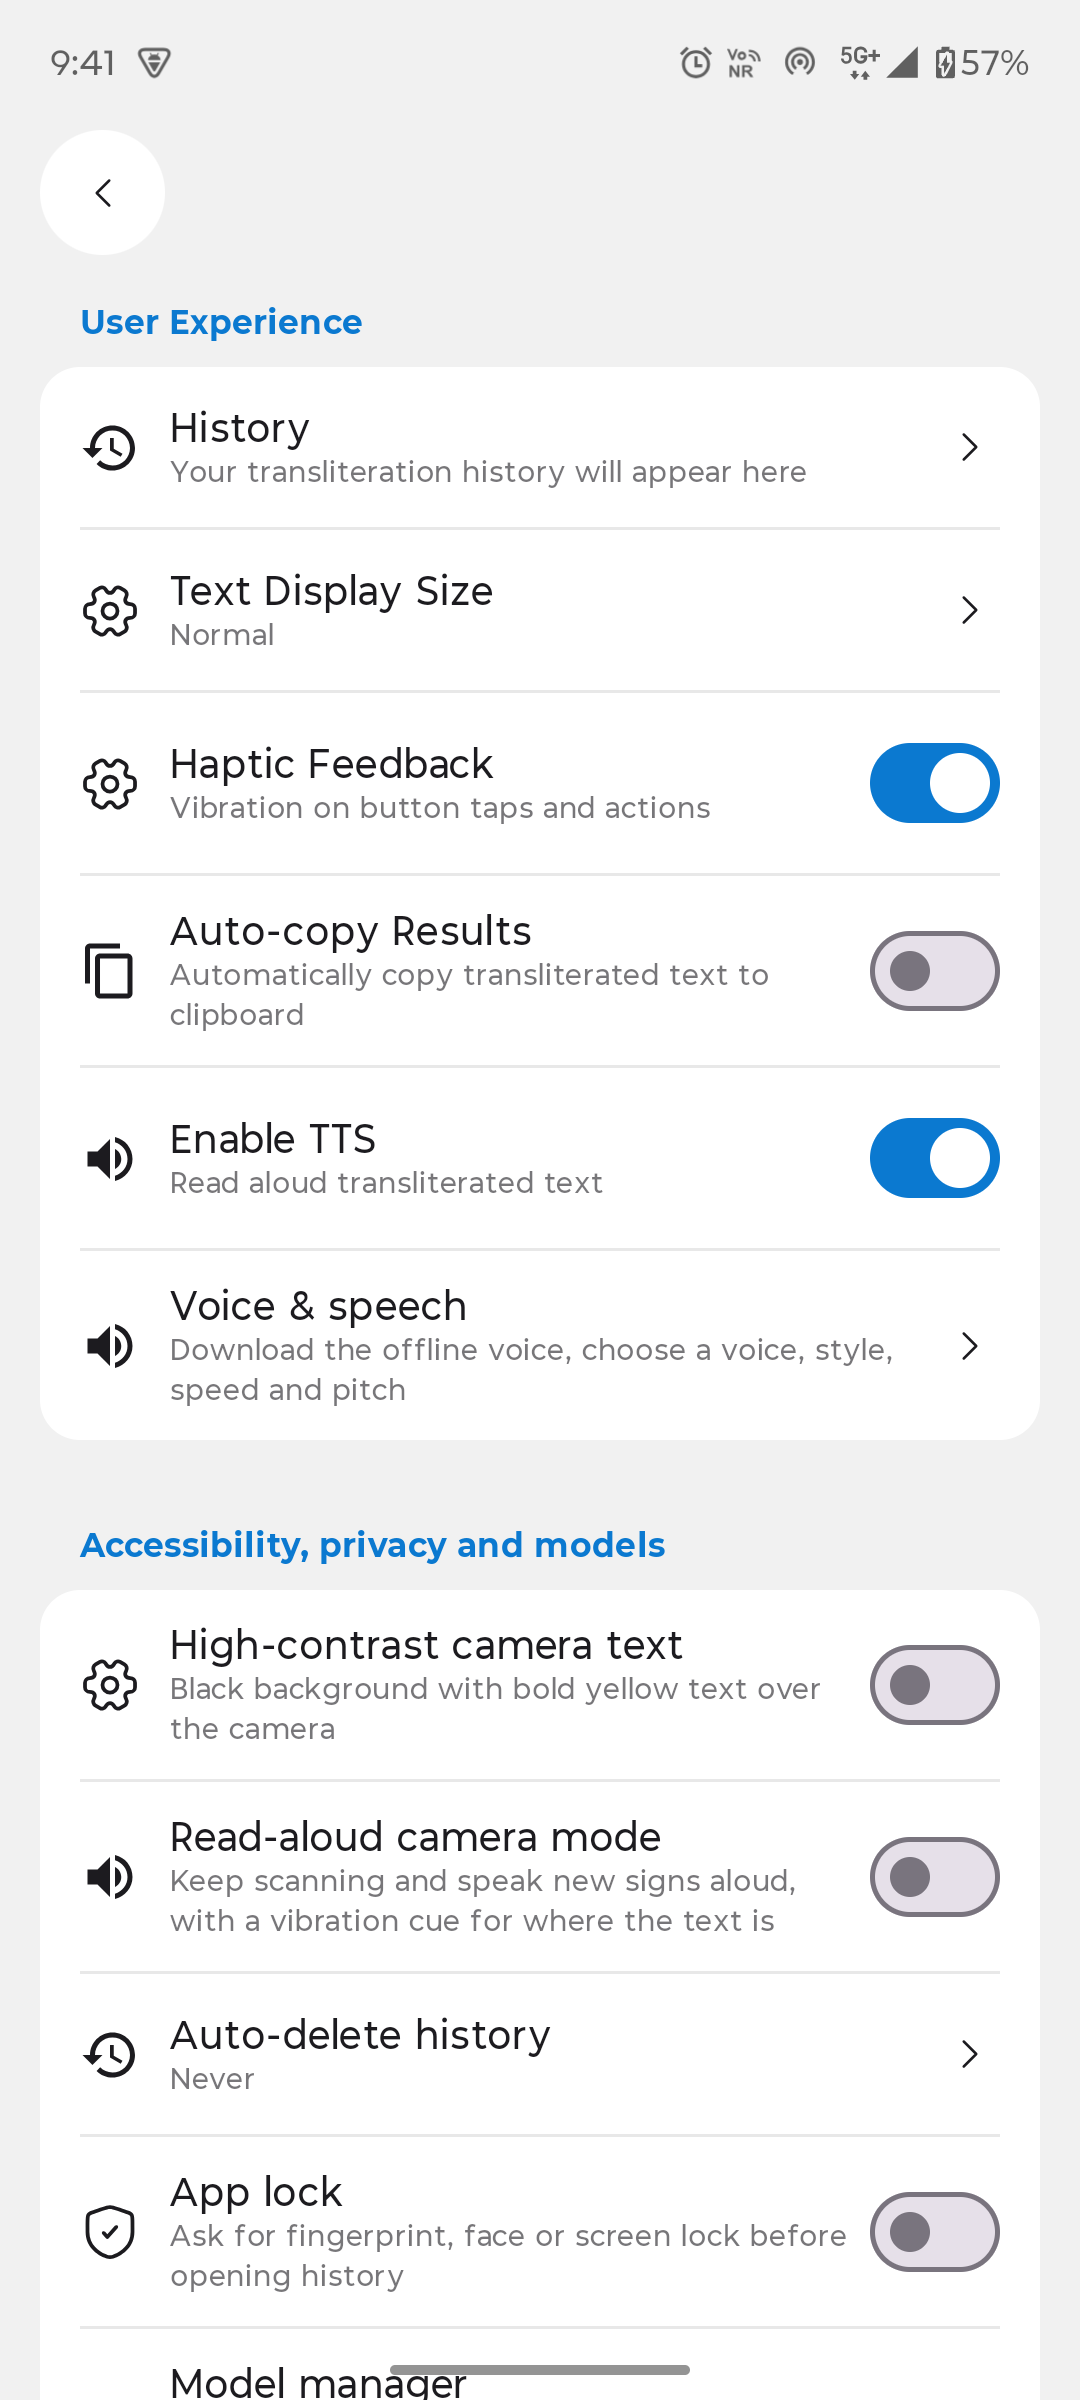 9:41
Vo NR 5G+ 57%
User Experience
History
Your transliteration history will appear here
Text Display Size
Normal
Haptic Feedback
Vibration on button taps and actions
Auto-copy Results
Automatically copy transliterated text to
clipboard
Enable TTS
Read aloud transliterated text
Voice & speech
Download the offline voice, choose a voice, style,
speed and pitch
Accessibility, privacy and models
High-contrast camera text
Black background with bold yellow text over
the camera
Read-aloud camera mode
Keep scanning and speak new signs aloud,
with a vibration cue for where the text is
Auto-delete history
Never
App lock
Ask for fingerprint, face or screen lock before
opening history
Model manager